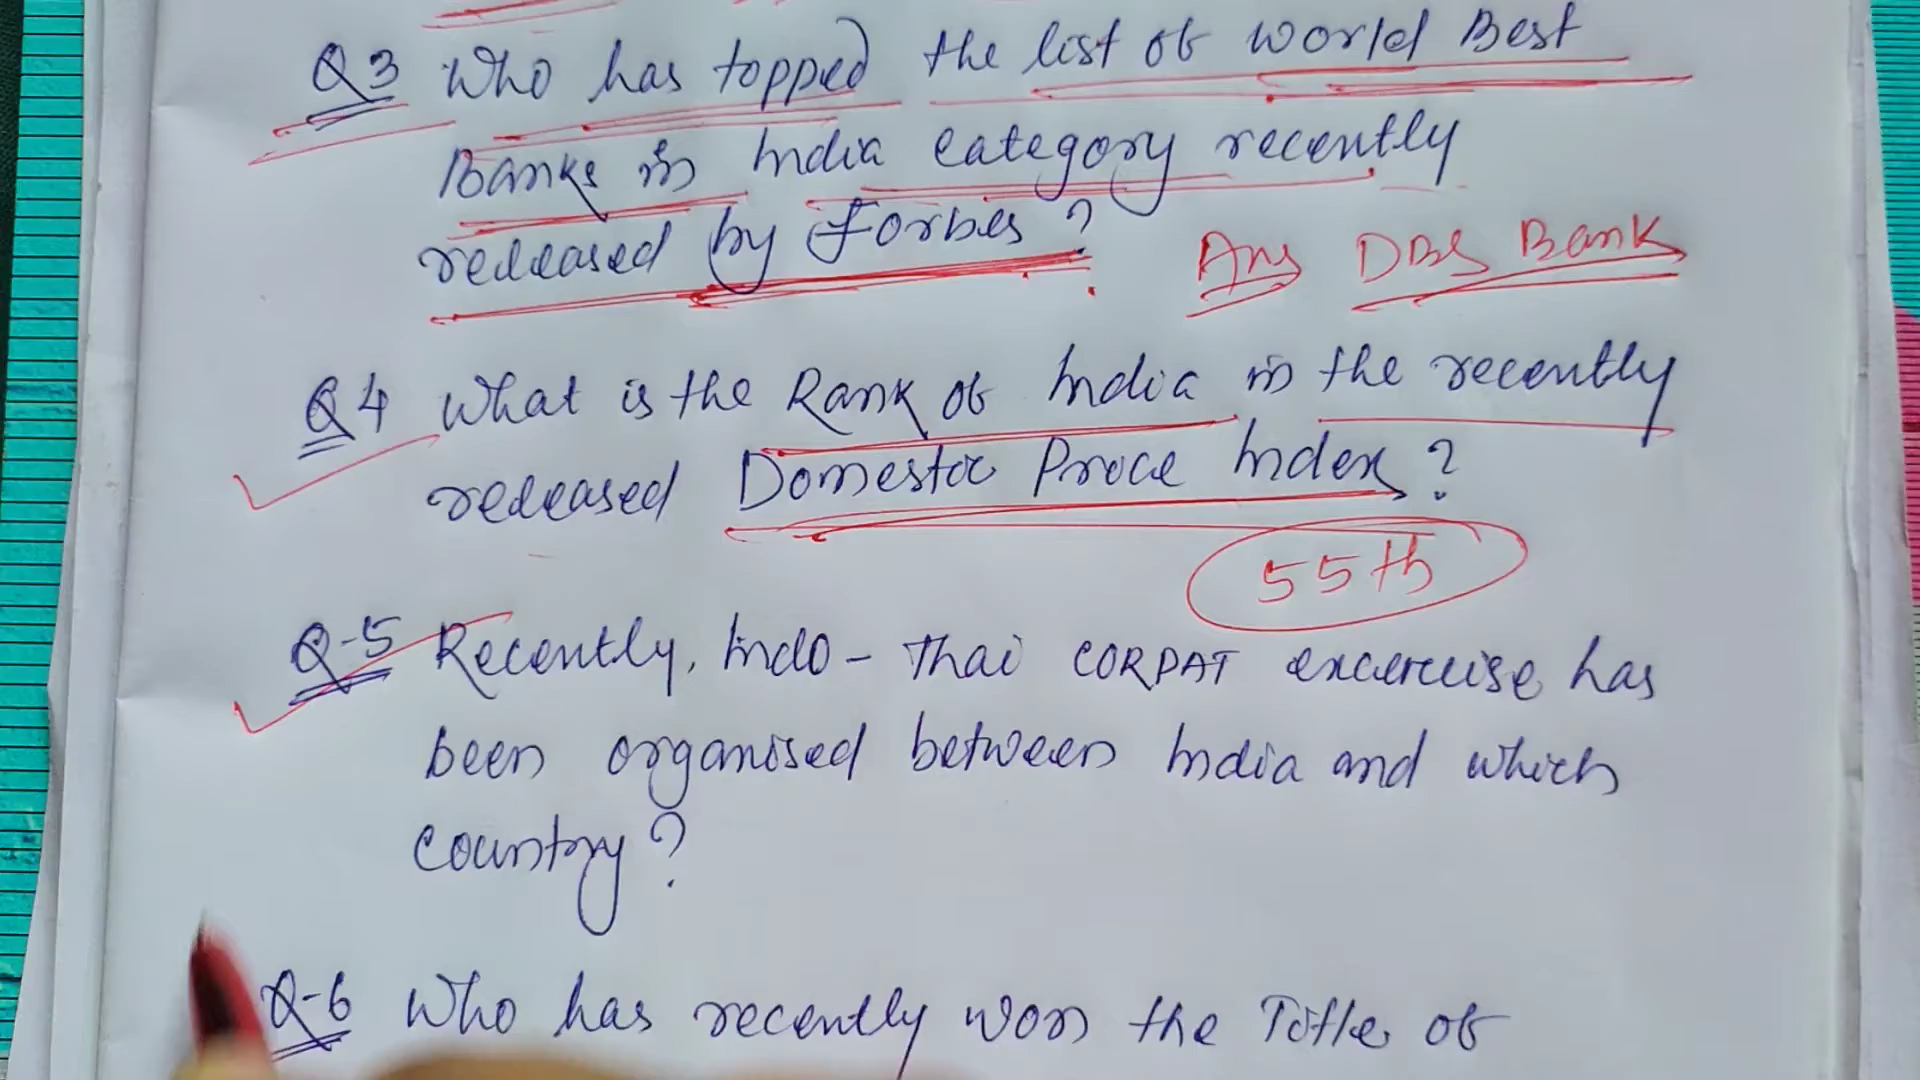 Q3 Who has topped the list of World Best
Banks in India category recently
released by Forbes?
Ans DBS Bank
Q4 What is the Rank of India in the recently
released Domestic Price Index?
55th
Q-5 Recently, Indo-Thai CORPAT excercise has
been organised between India and which
country?
Q-6 Who has recently won the Title of